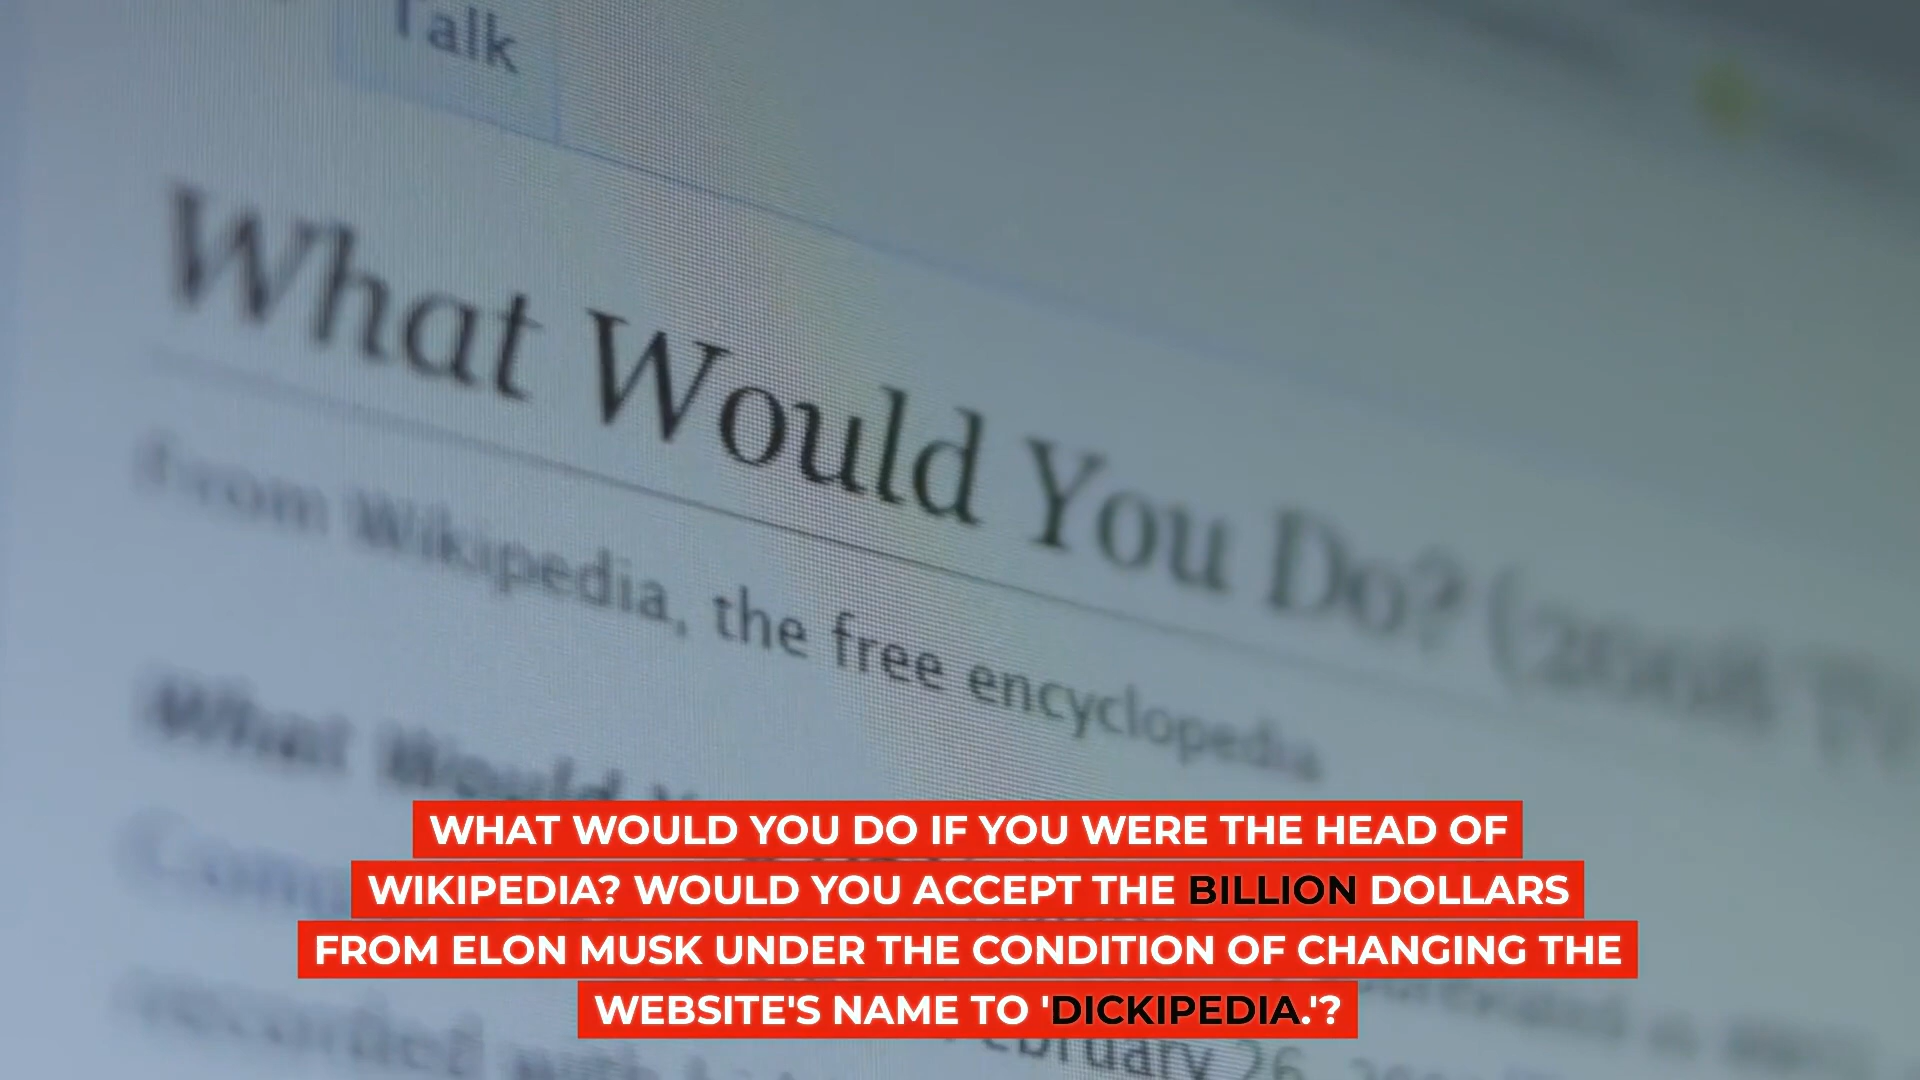 Talk
What Would You Do?
From Wikipedia, the free encyclopedia
What Would
WHAT WOULD YOU DO IF YOU WERE THE HEAD OF
WIKIPEDIA? WOULD YOU ACCEPT THE BILLION DOLLARS
FROM ELON MUSK UNDER THE CONDITION OF CHANGING THE
WEBSITE'S NAME TO 'DICKIPEDIA.'?